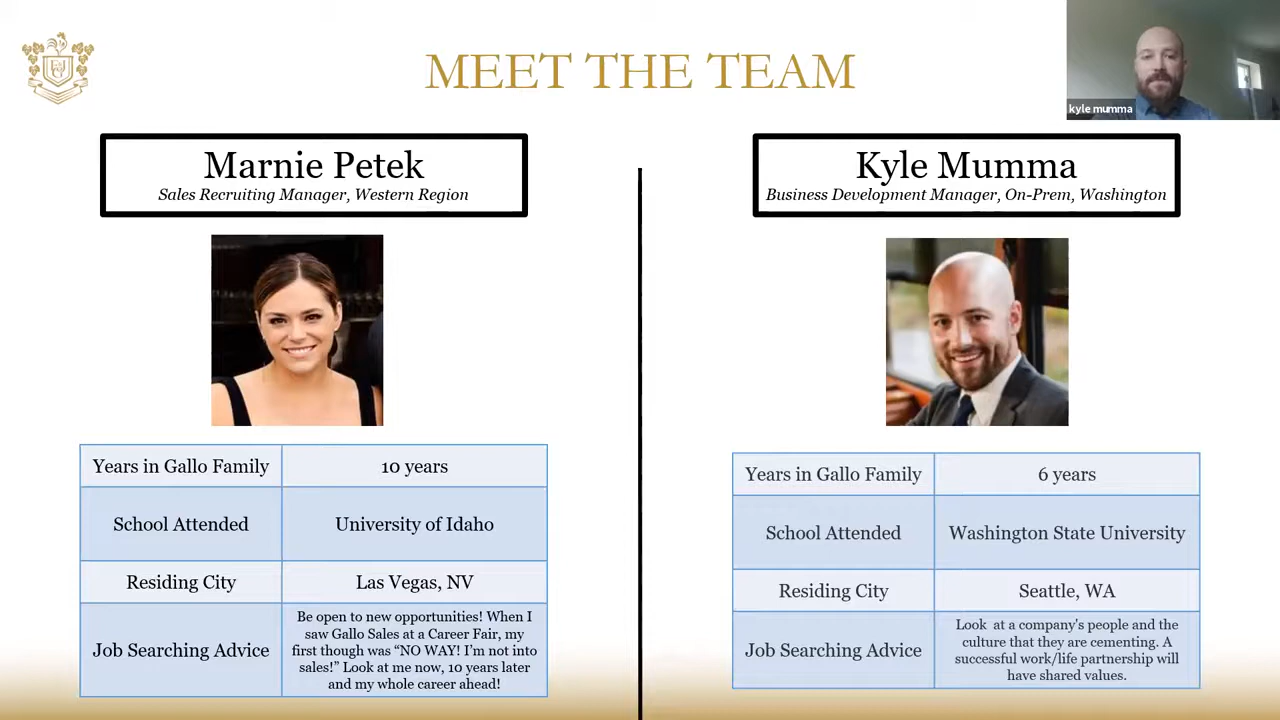 MEET THE TEAM
kyle mumma
Marnie Petek
Sales Recruiting Manager, Western Region
Years in Gallo Family 10 years
School Attended University of Idaho
Residing City Las Vegas, NV
Job Searching Advice
Be open to new opportunities! When I
saw Gallo Sales at a Career Fair, my
first though was “NO WAY! I’m not into
sales!” Look at me now, 10 years later
and my whole career ahead!
Kyle Mumma
Business Development Manager, On-Prem, Washington
Years in Gallo Family 6 years
School Attended Washington State University
Residing City Seattle, WA
Job Searching Advice
Look at a company's people and the
culture that they are cementing. A
successful work/life partnership will
have shared values.